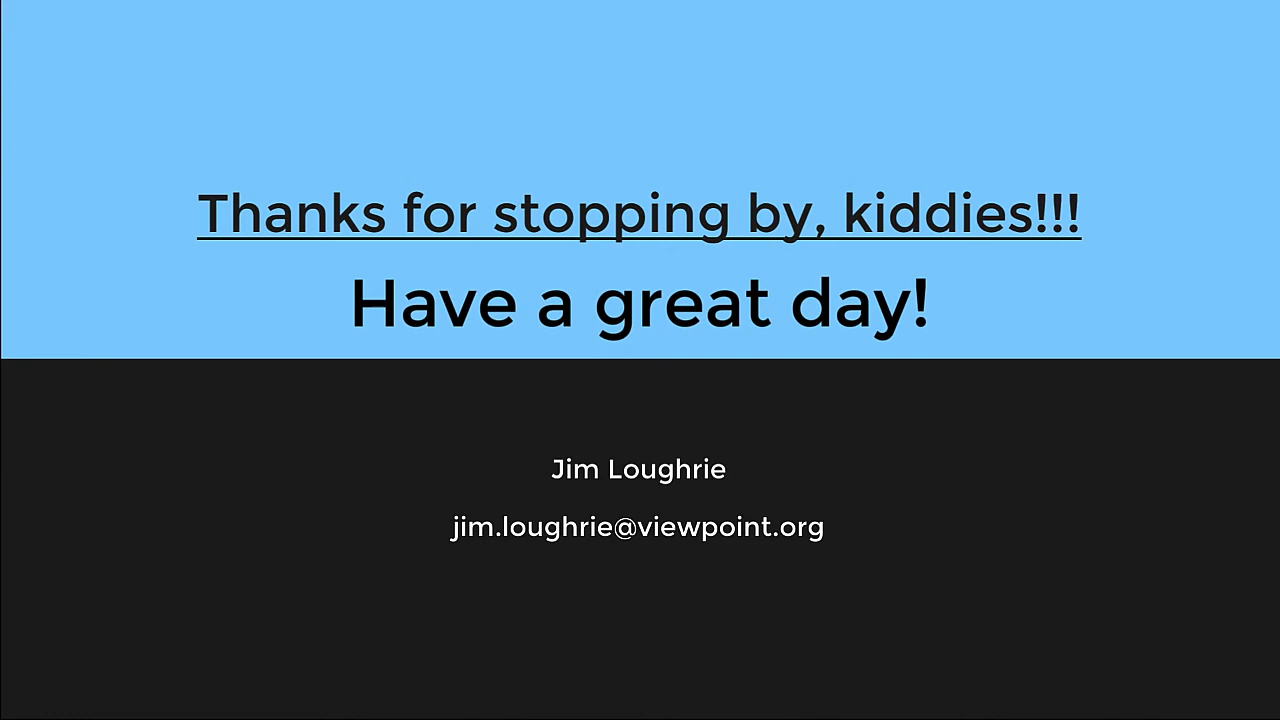 Thanks for stopping by, kiddies!!!
Have a great day!
Jim Loughrie
jim.loughrie@viewpoint.org